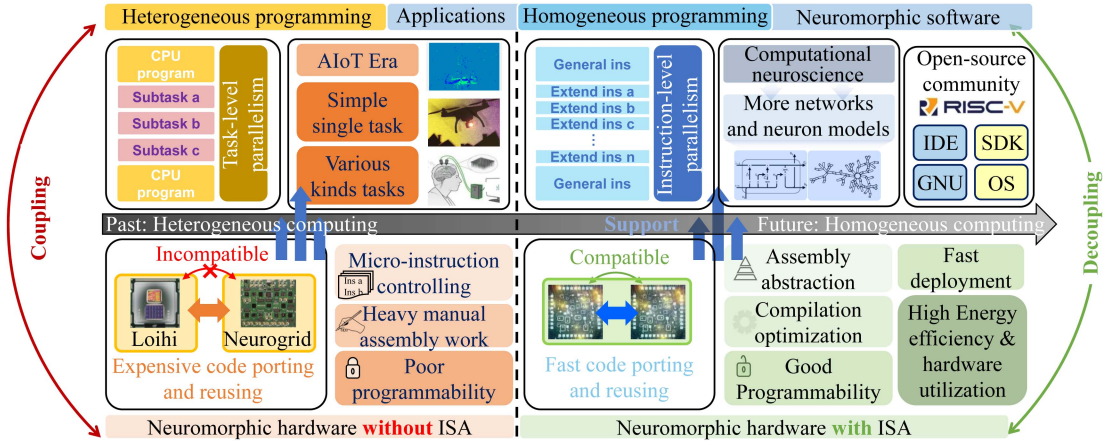 Heterogeneous programming
Applications
Homogeneous programming
Neuromorphic software
CPU
program
Subtask a
Subtask b
Subtask c
CPU
program
Task-level
parallelism
AIoT Era
Simple
single task
Various
kinds tasks
General ins
Extend ins a
Extend ins b
Extend ins c
Extend ins n
General ins
Instruction-level
parallelism
Computational
neuroscience
More networks
and neuron models
Open-source
community
RISC-V
IDE
SDK
GNU
OS
Coupling
Decoupling
Past: Heterogeneous computing
Support
Future: Homogeneous computing
Incompatible
Loihi
Neurogrid
Expensive code porting
and reusing
Ins a
Ins b
Micro-instruction
controlling
Heavy manual
assembly work
Poor
programmability
Compatible
Fast code porting
and reusing
Assembly
abstraction
Compilation
optimization
Good
Programmability
Fast
deployment
High Energy
efficiency &
hardware
utilization
Neuromorphic hardware without ISA
Neuromorphic hardware with ISA